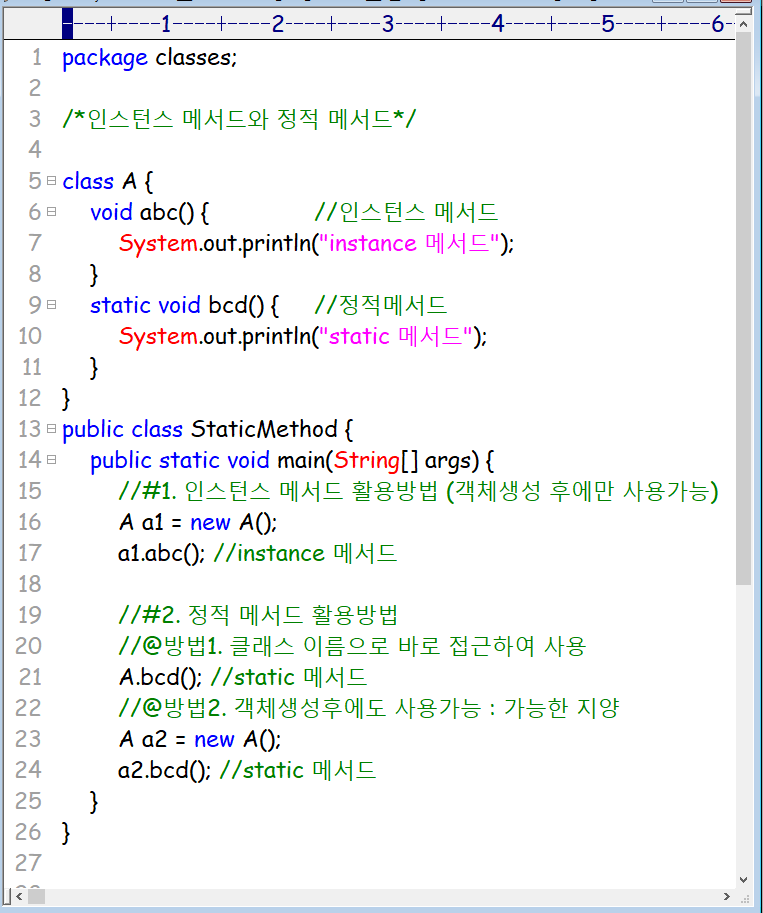 ----+----1----+----2----+----3----+----4----+----5----+----6--
1 package classes;
2
3 /*인스턴스 메서드와 정적 메서드*/
4
5 class A {
6     void abc() {               //인스턴스 메서드
7         System.out.println("instance 메서드");
8     }
9     static void bcd() {     //정적메서드
10         System.out.println("static 메서드");
11     }
12 }
13 public class StaticMethod {
14     public static void main(String[] args) {
15         //#1. 인스턴스 메서드 활용방법 (객체생성 후에만 사용가능)
16         A a1 = new A();
17         a1.abc(); //instance 메서드
18
19         //#2. 정적 메서드 활용방법
20         //@방법1. 클래스 이름으로 바로 접근하여 사용
21         A.bcd(); //static 메서드
22         //@방법2. 객체생성후에도 사용가능 : 가능한 지양
23         A a2 = new A();
24         a2.bcd(); //static 메서드
25     }
26 }
27